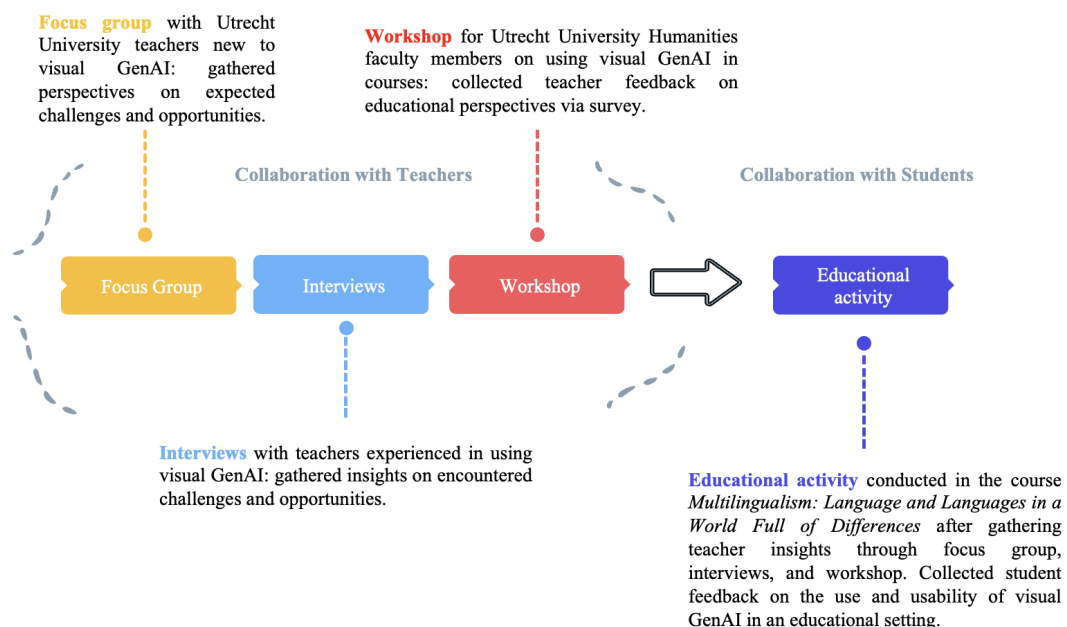 Focus group with Utrecht
University teachers new to
visual GenAI: gathered
perspectives on expected
challenges and opportunities.
Workshop for Utrecht University Humanities
faculty members on using visual GenAI in
courses: collected teacher feedback on
educational perspectives via survey.
Collaboration with Teachers
Collaboration with Students
Focus Group
Interviews
Workshop
Educational
activity
Interviews with teachers experienced in using
visual GenAI: gathered insights on encountered
challenges and opportunities.
Educational activity conducted in the course
Multilingualism: Language and Languages in a
World Full of Differences after gathering
teacher insights through focus group,
interviews, and workshop. Collected student
feedback on the use and usability of visual
GenAI in an educational setting.